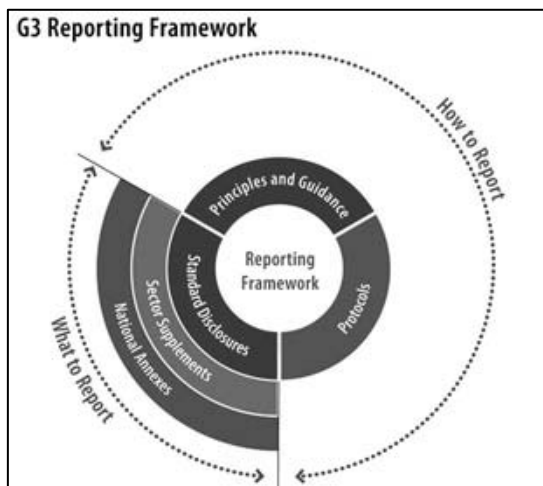 G3 Reporting Framework
How to Report
Principles and Guidance
Reporting
Framework
Standard Disclosures
Sector Supplements
National Annexes
Protocols
What to Report